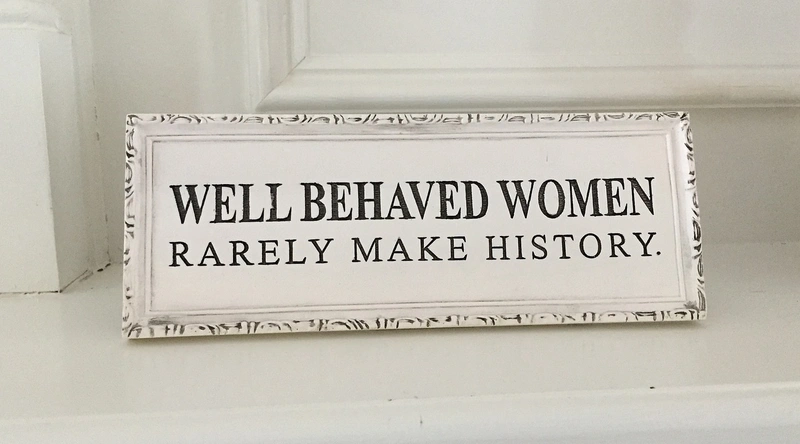 WELL BEHAVED WOMEN
RARELY MAKE HISTORY.